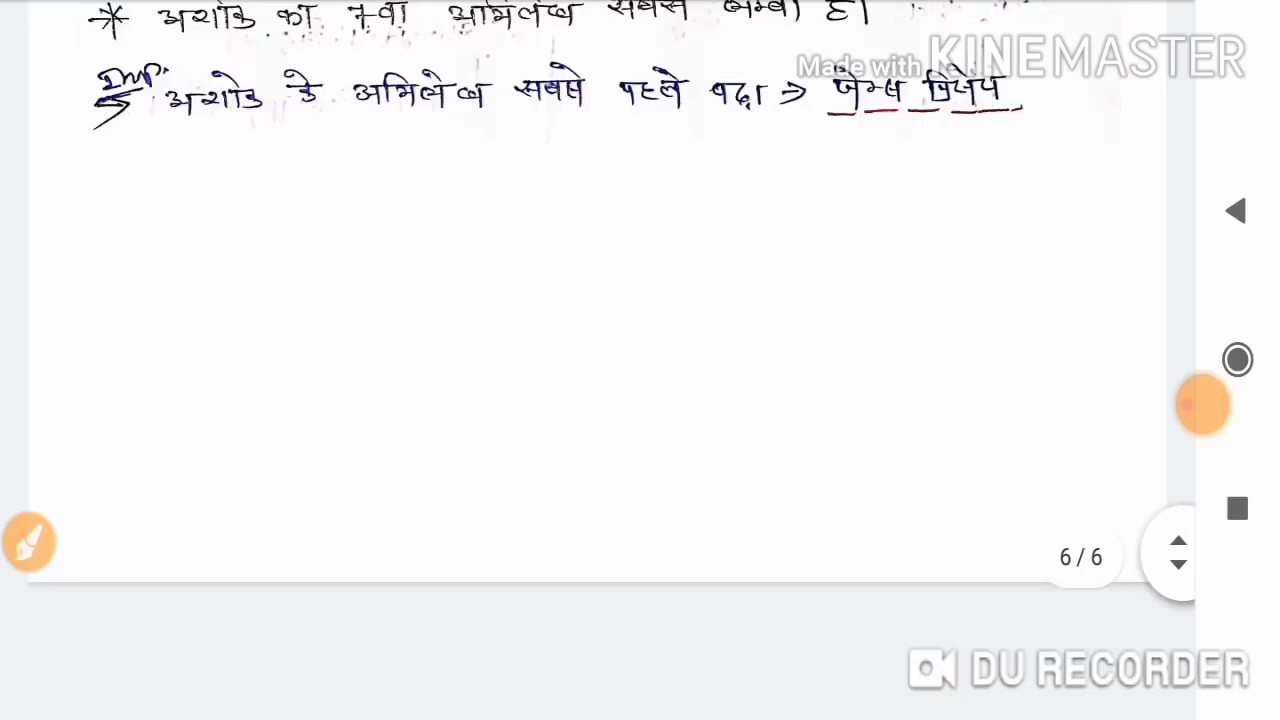 * अशोक का 7वा अभिलेख सबसे लम्बा है।
Made with KINEMASTER
Imp. अशोक के अभिलेख सबसे पहले पढ़ा → जेम्स प्रिंसेप
6 / 6
DU RECORDER